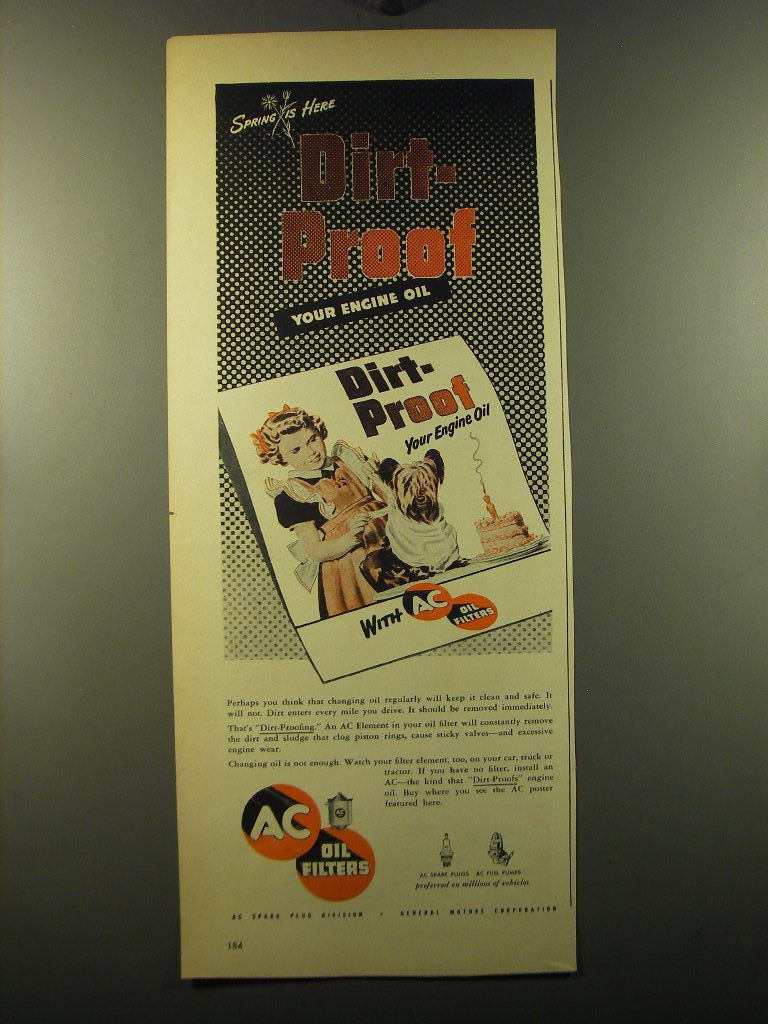 SPRING IS HERE
Dirt-
Proof
YOUR ENGINE OIL
Dirt-
Proof
Your Engine Oil
WITH AC OIL
FILTERS
Perhaps you think that changing oil regularly will keep it clean and safe. It
will not. Dirt enters every mile you drive. It should be removed immediately.
That's "Dirt-Proofing." An AC Element in your oil filter will constantly remove
the dirt and sludge that clog piston rings, cause sticky valves—and excessive
engine wear.
Changing oil is not enough. Watch your filter element, too, on your car, truck or
tractor. If you have no filter, install an
AC—the kind that "Dirt-Proofs" engine
oil. Buy where you see the AC poster
featured here.
AC
AC
OIL
FILTERS
AC SPARK PLUGS AC FUEL PUMPS
preferred on millions of vehicles
AC SPARK PLUG DIVISION • GENERAL MOTORS CORPORATION
184